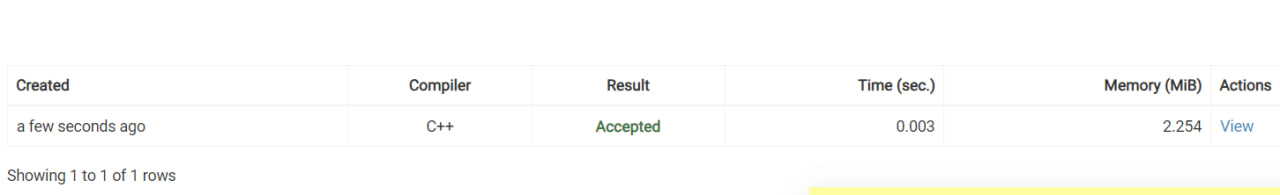 Created Compiler Result Time (sec.) Memory (MiB) Actions
a few seconds ago C++ Accepted 0.003 2.254 View
Showing 1 to 1 of 1 rows